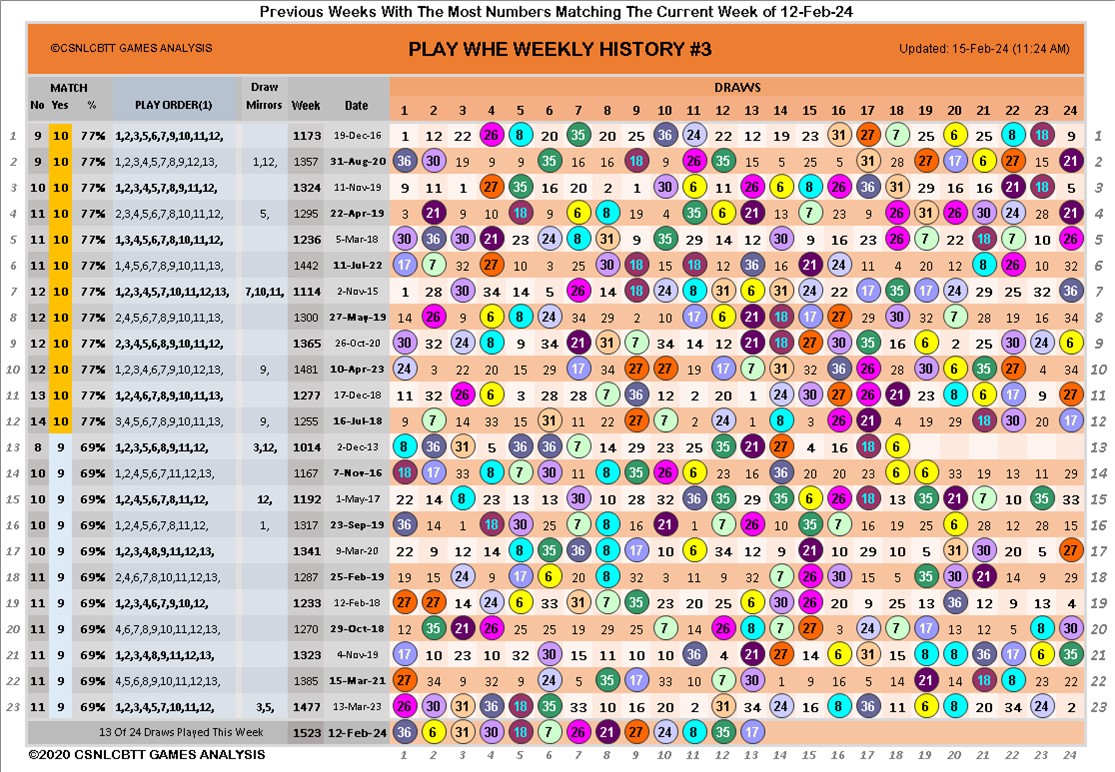 Previous Weeks With The Most Numbers Matching The Current Week of 12-Feb-24
©CSNLCBTT GAMES ANALYSIS PLAY WHE WEEKLY HISTORY #3 Updated: 15-Feb-24 (11:24 AM)
MATCH Draw DRAWS
No Yes % PLAY ORDER(1) Mirrors Week Date 1 2 3 4 5 6 7 8 9 10 11 12 13 14 15 16 17 18 19 20 21 22 23 24
1 9 10 77% 1,2,3,5,6,7,9,10,11,12, 1173 19-Dec-16 1 12 22 26 8 20 35 20 25 36 24 22 12 19 23 31 27 7 25 6 25 8 18 9 1
2 9 10 77% 1,2,3,4,5,7,8,9,12,13, 1,12, 1357 31-Aug-20 36 30 19 9 9 35 16 16 18 9 26 35 15 5 25 5 31 28 27 17 6 27 15 21 2
3 10 10 77% 1,2,3,4,5,7,8,9,11,12, 1324 11-Nov-19 9 11 1 27 35 16 20 2 1 30 6 11 26 6 8 26 36 31 29 16 16 21 18 5 3
4 11 10 77% 2,3,4,5,6,7,8,10,11,12, 5, 1295 22-Apr-19 3 21 9 10 18 9 6 8 19 4 35 6 21 13 7 4 23 18 31 26 30 24 28 21 4
5 11 10 77% 1,3,4,5,6,7,8,9,10,12, 1236 5-Mar-18 30 36 30 21 23 24 8 31 9 35 29 14 12 30 9 16 23 26 7 22 18 7 10 26 5
6 11 10 77% 1,4,5,6,7,8,9,10,11,13, 1442 11-Jul-22 17 7 32 27 10 3 25 30 18 15 18 12 36 16 21 24 11 4 20 12 8 26 10 32 6
7 12 10 77% 1,2,3,4,5,7,10,11,12,13, 7,10,11, 1114 2-Nov-15 1 28 30 34 14 5 26 14 18 24 8 31 6 31 24 22 17 35 17 24 29 25 32 36 7
8 12 10 77% 2,4,5,6,7,8,9,10,11,12, 1300 27-May-19 14 26 9 6 8 24 34 29 2 10 17 6 21 18 17 27 29 30 32 7 28 19 16 34 8
9 12 10 77% 2,3,4,5,6,8,9,10,12, 1365 26-Oct-20 30 32 24 8 9 34 21 31 7 34 14 12 21 18 27 30 35 19 6 2 25 30 24 6 9
10 12 10 77% 1,2,3,4,6,7,9,10,12,13, 9, 1481 10-Apr-23 24 3 22 20 15 29 17 34 27 27 19 17 7 31 32 36 26 28 30 6 35 27 4 34 10
11 13 10 77% 1,2,4,6,7,8,9,10,11,12, 1277 17-Dec-18 11 32 26 6 3 28 28 7 36 12 2 20 1 24 30 27 26 21 23 8 6 17 9 27 11
12 14 10 77% 3,4,5,6,7,8,9,10,11,13, 9, 1255 16-Jul-18 2 7 14 33 15 31 11 22 27 7 2 24 12 8 12 26 21 4 19 29 18 30 20 17 12
13 8 9 69% 1,2,3,5,6,8,9,11,12, 3,12, 1014 2-Dec-13 8 36 31 5 36 36 7 14 29 23 25 35 21 27 4 16 18 6 13
14 10 9 69% 1,2,4,5,6,7,11,12,13, 1167 7-Nov-16 18 17 33 8 7 30 11 8 35 26 6 23 14 36 20 20 23 6 6 33 19 13 11 29 14
15 10 9 69% 1,2,4,5,6,7,8,11,12, 12, 1192 1-May-17 22 14 8 23 13 13 30 10 28 32 36 35 29 35 6 26 18 13 35 21 7 10 35 33 15
16 10 9 69% 1,2,4,5,6,7,8,11,12, 1, 1317 23-Sep-19 36 14 1 18 30 25 7 8 10 21 1 7 26 10 35 7 16 19 25 6 28 12 28 15 16
17 10 9 69% 1,2,3,4,8,9,11,12,13, 1341 9-Mar-20 22 9 12 14 8 35 36 8 17 10 6 34 12 9 21 10 29 10 5 31 30 20 5 27 17
18 11 9 69% 2,4,6,7,8,10,11,12,13, 1287 25-Feb-19 19 15 24 9 17 6 20 8 32 3 11 9 32 7 26 30 15 5 35 30 21 14 9 29 18
19 11 9 69% 1,2,3,4,6,7,9,10,12, 1233 12-Feb-18 27 27 14 24 6 33 31 7 35 23 20 25 6 30 26 20 9 25 13 36 12 9 13 4 19
20 11 9 69% 4,6,7,8,9,10,11,12,13, 1270 29-Oct-18 12 35 21 26 25 25 19 29 25 7 14 26 8 7 27 3 24 7 17 13 12 5 8 30 20
21 11 9 69% 1,2,3,4,8,9,11,12,13, 1323 4-Nov-19 17 10 23 10 32 30 15 11 10 10 36 13 21 27 14 6 31 15 8 8 36 17 6 35 21
22 11 9 69% 4,5,6,8,9,10,11,12,13, 1385 15-Mar-21 27 34 9 32 9 24 5 35 17 33 10 7 30 1 9 16 9 19 21 14 18 8 23 22 22
23 11 9 69% 1,2,3,4,5,7,10,11,12, 3,5, 1477 13-Mar-23 26 30 31 36 18 35 33 10 16 20 12 31 34 24 16 8 36 11 6 8 20 34 24 2 23
13 Of 24 Draws Played This Week 1523 12-Feb-24 36 6 31 30 18 7 26 21 27 24 8 35 17
©2020 CSNLCBTT GAMES ANALYSIS 1 2 3 4 5 6 7 8 9 10 11 12 13 14 15 16 17 18 19 20 21 22 23 24